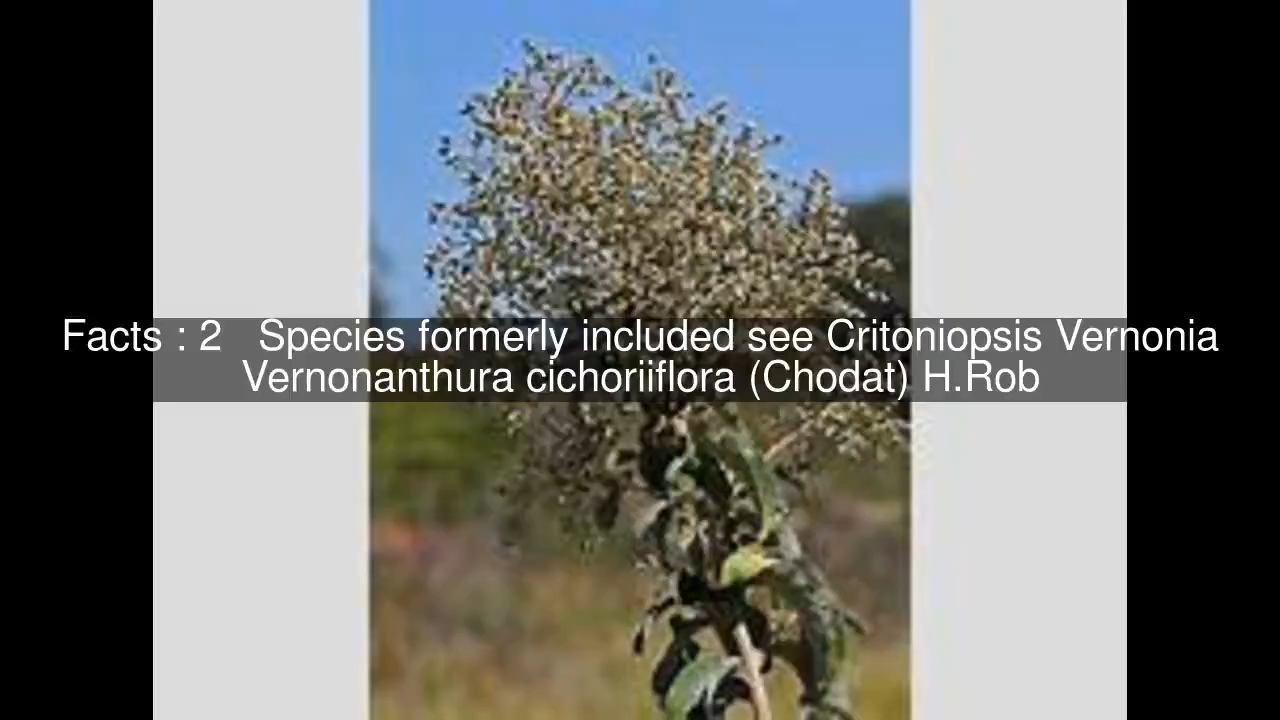 Facts : 2   Species formerly included see Critoniopsis Vernonia
Vernonanthura cichoriiflora (Chodat) H.Rob